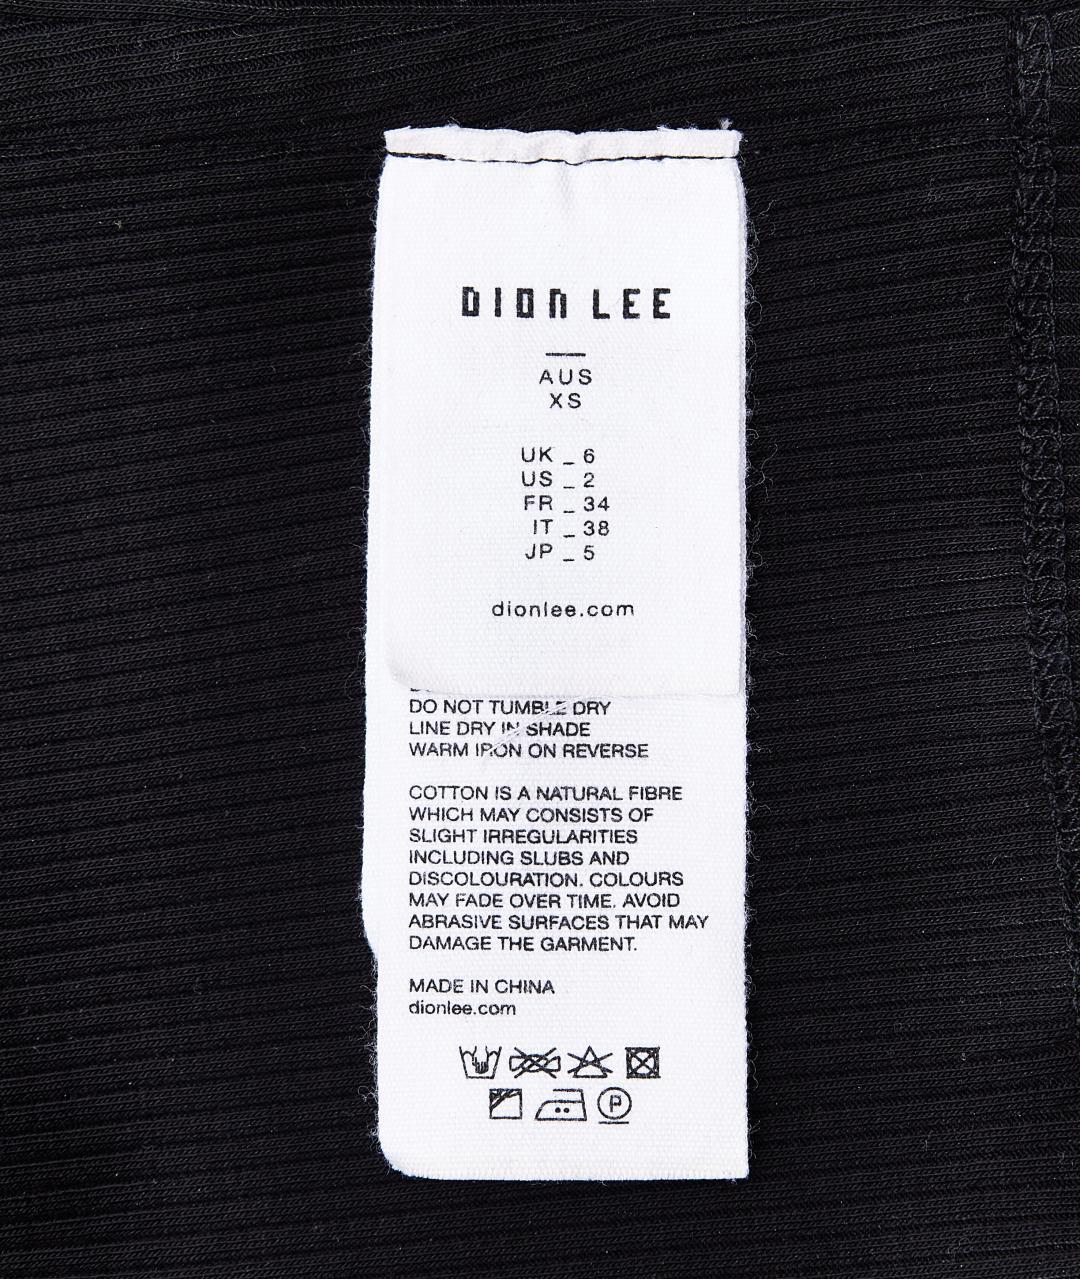 DION LEE
AUS
XS
UK _ 6
US _ 2
FR _ 34
IT _ 38
JP _ 5
dionlee.com
DO NOT TUMBLE DRY
LINE DRY IN SHADE
WARM IRON ON REVERSE
COTTON IS A NATURAL FIBRE
WHICH MAY CONSISTS OF
SLIGHT IRREGULARITIES
INCLUDING SLUBS AND
DISCOLOURATION. COLOURS
MAY FADE OVER TIME. AVOID
ABRASIVE SURFACES THAT MAY
DAMAGE THE GARMENT.
MADE IN CHINA
dionlee.com
P